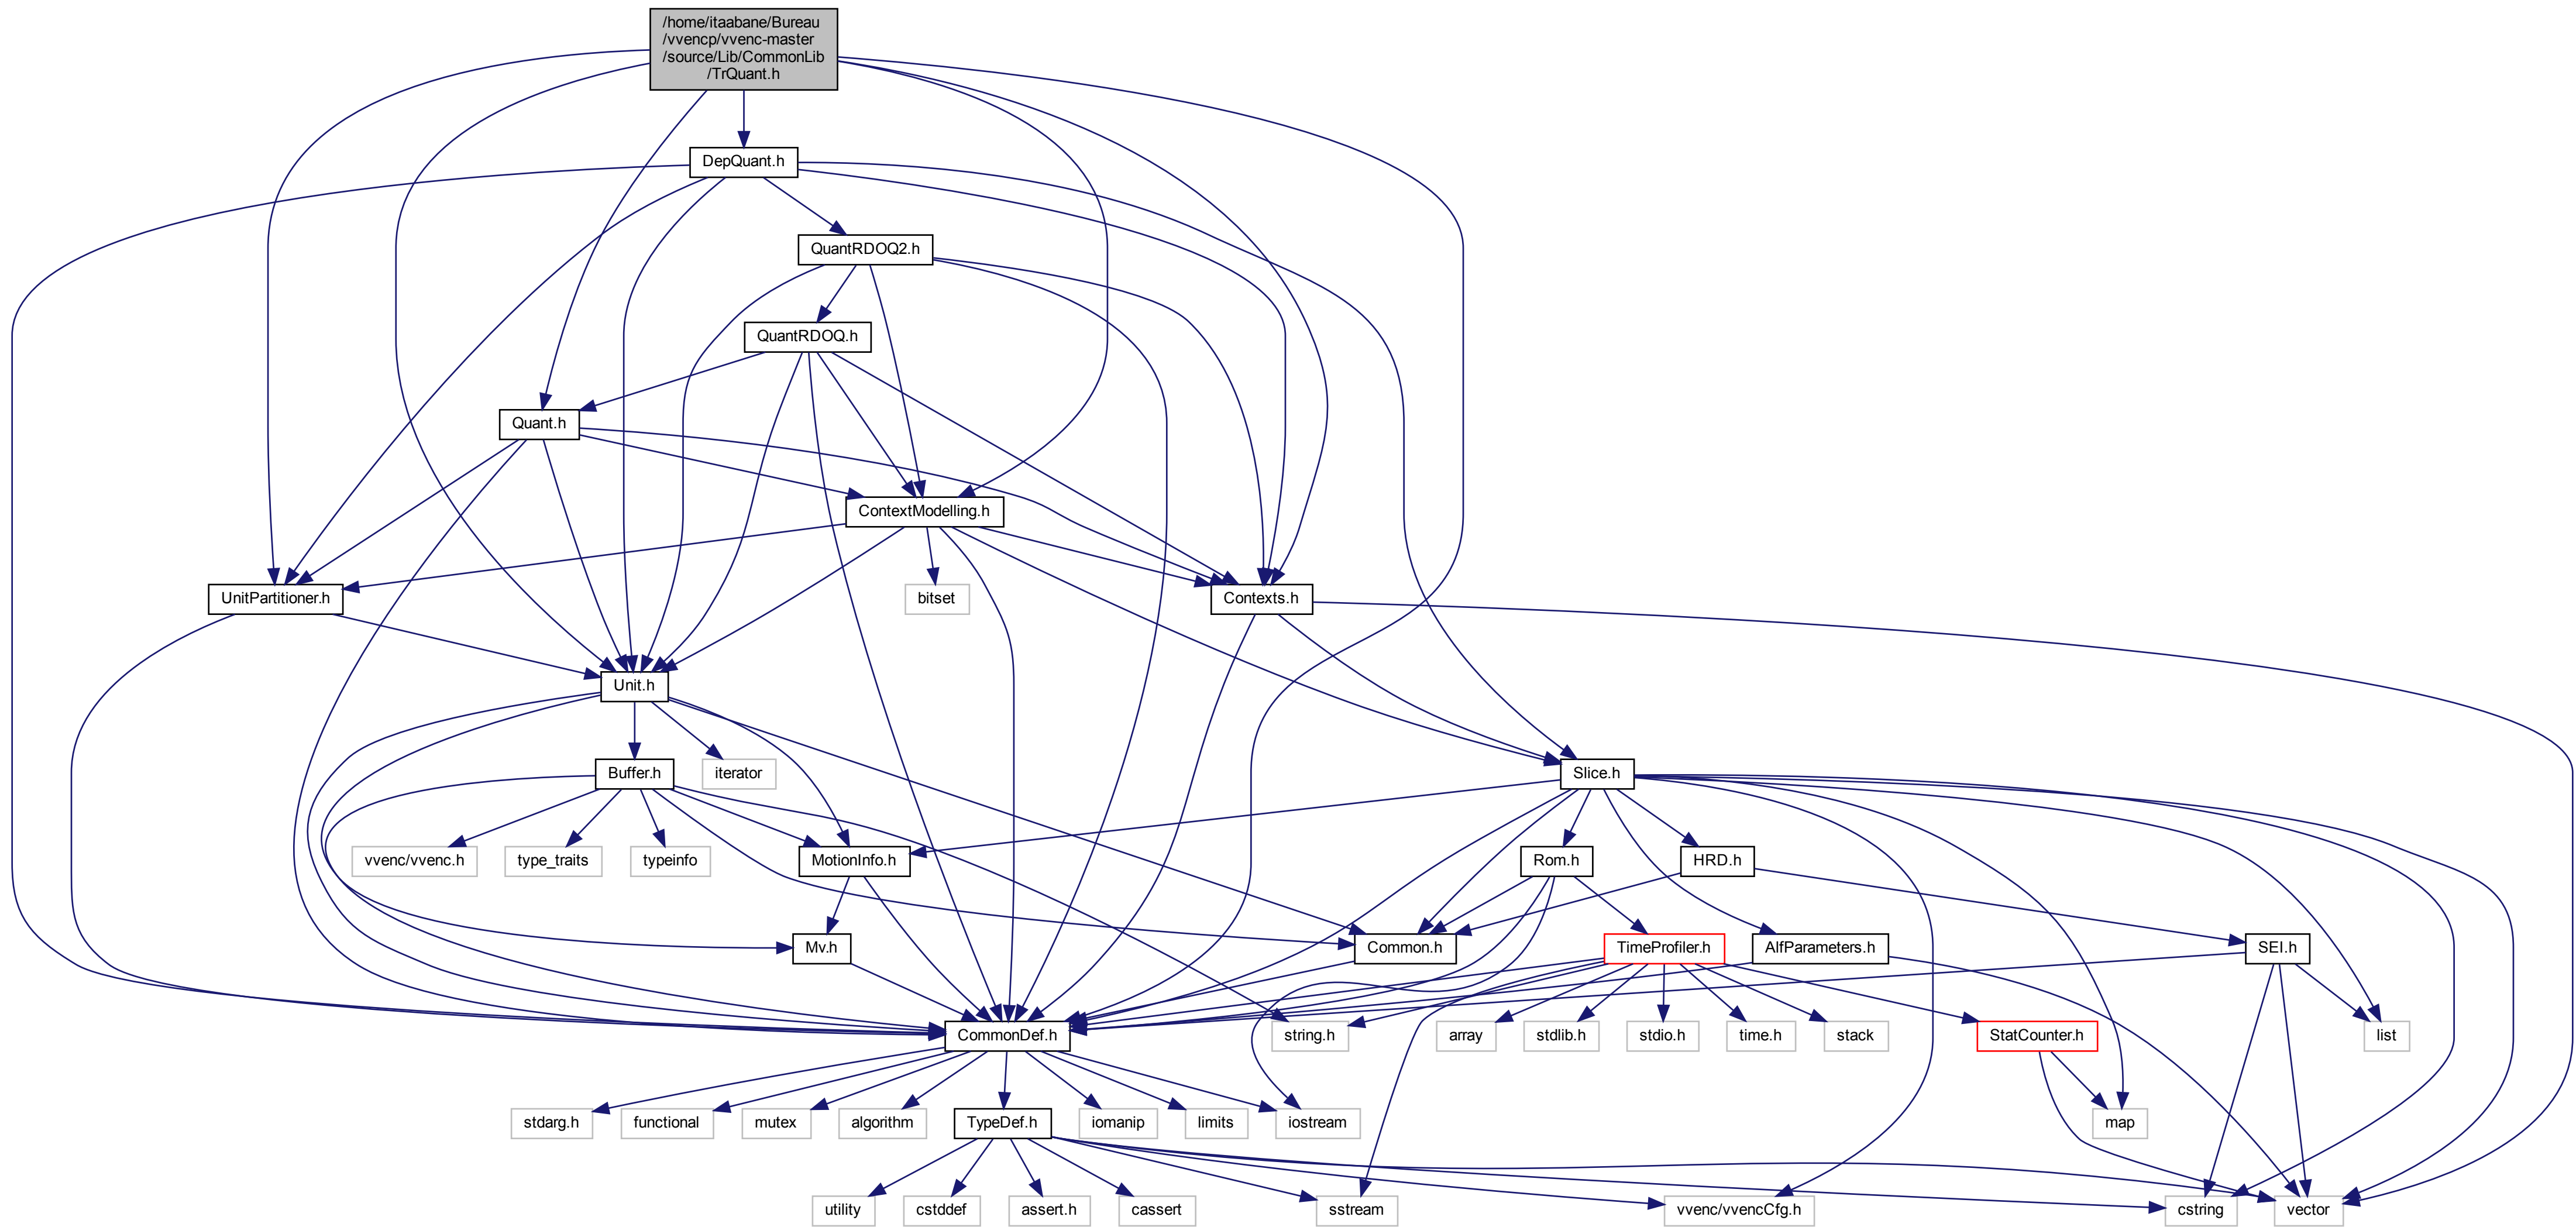 /home/itaabane/Bureau
/vvencp/vvenc-master
/source/Lib/CommonLib
/TrQuant.h
DepQuant.h
QuantRDOQ2.h
QuantRDOQ.h
Quant.h
ContextModelling.h
UnitPartitioner.h
bitset
Contexts.h
Unit.h
Buffer.h
iterator
Slice.h
vvenc/vvenc.h
type_traits
typeinfo
MotionInfo.h
Rom.h
HRD.h
Mv.h
Common.h
TimeProfiler.h
AlfParameters.h
SEI.h
CommonDef.h
string.h
array
stdlib.h
stdio.h
time.h
stack
StatCounter.h
list
stdarg.h
functional
mutex
algorithm
TypeDef.h
iomanip
limits
iostream
map
utility
cstddef
assert.h
cassert
sstream
vvenc/vvencCfg.h
cstring
vector